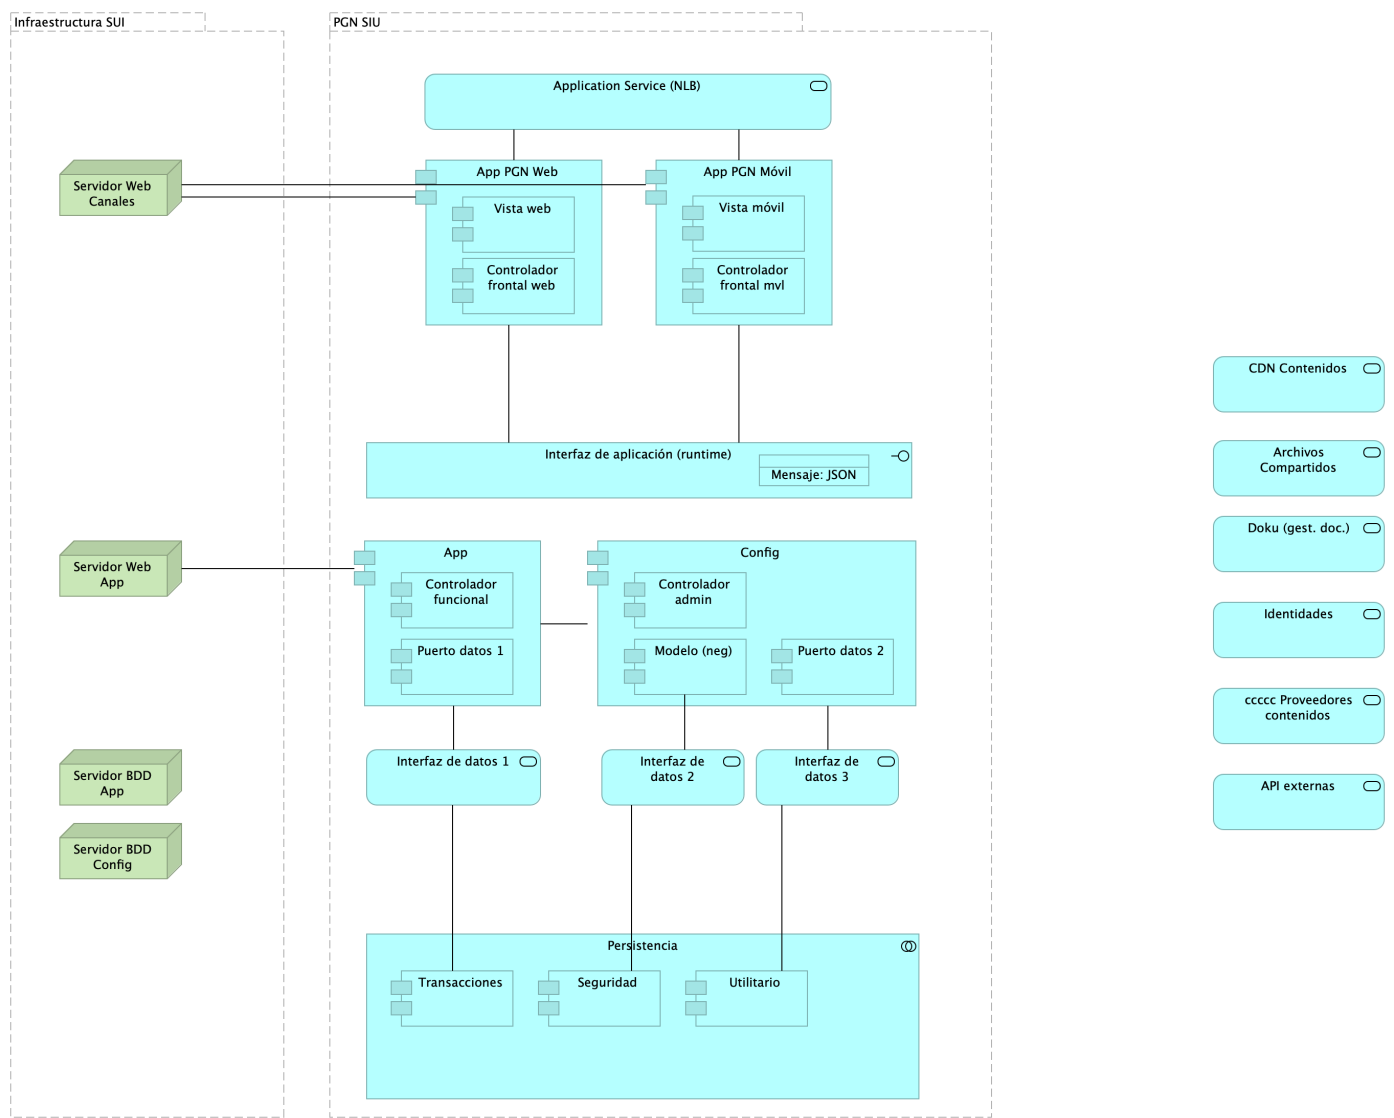 Infraestructura SUI
PGN SIU
Application Service (NLB)
Servidor Web
Canales
App PGN Web
Vista web
Controlador
frontal web
App PGN Móvil
Vista móvil
Controlador
frontal mvl
Interfaz de aplicación (runtime)
Mensaje: JSON
Servidor Web
App
App
Controlador
funcional
Puerto datos 1
Config
Controlador
admin
Modelo (neg)
Puerto datos 2
Servidor BDD
App
Servidor BDD
Config
Interfaz de datos 1
Interfaz de
datos 2
Interfaz de
datos 3
Persistencia
Transacciones
Seguridad
Utilitario
CDN Contenidos
Archivos
Compartidos
Doku (gest. doc.)
Identidades
ccccc Proveedores
contenidos
API externas